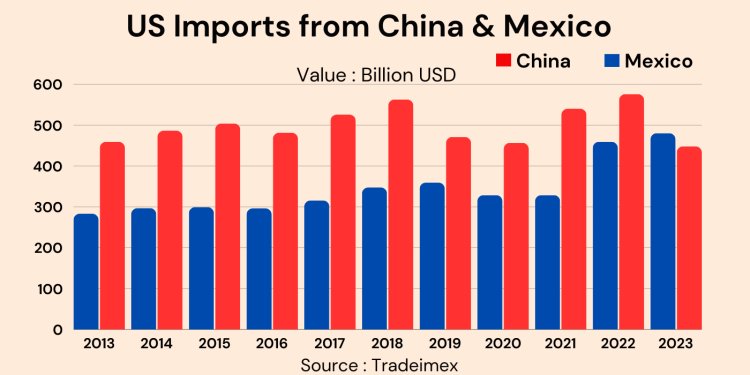 US Imports from China & Mexico
China Mexico
Value : Billion USD
600
500
400
300
200
100
0
2013 2014 2015 2016 2017 2018 2019 2020 2021 2022 2023
Source : Tradeimex